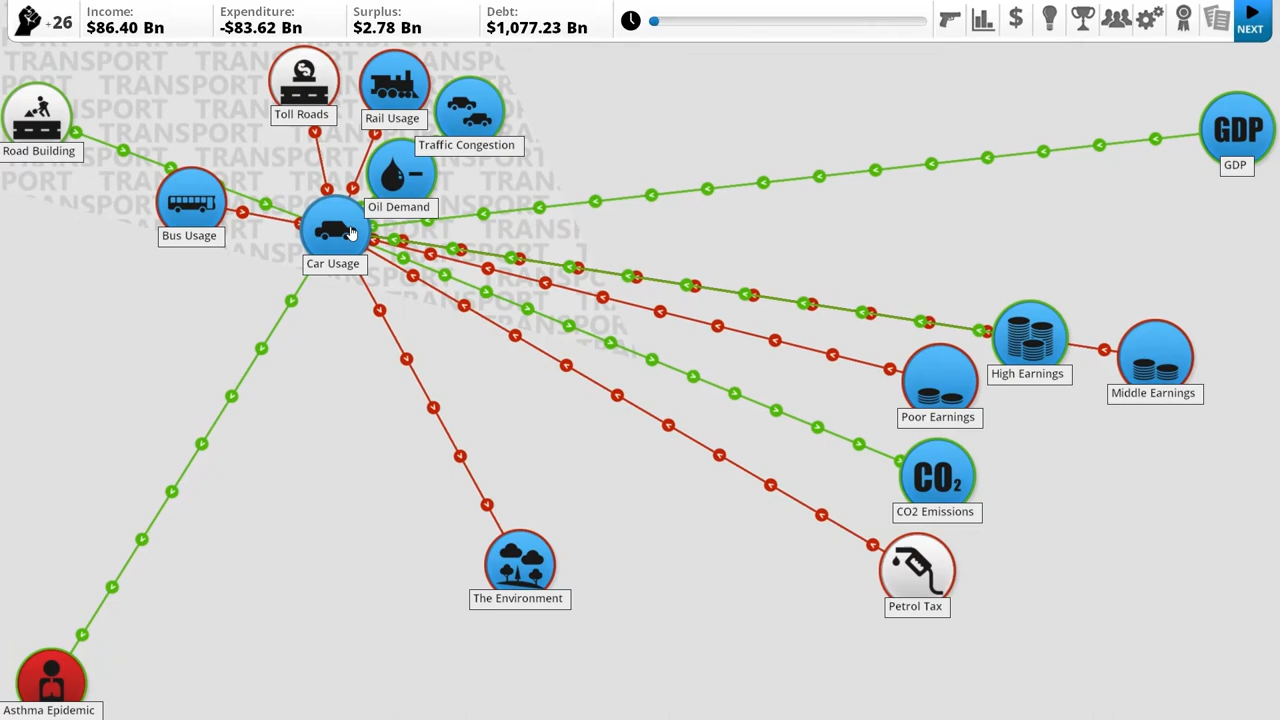 +26
Income:
$86.40 Bn
Expenditure:
-$83.62 Bn
Surplus:
$2.78 Bn
Debt:
$1,077.23 Bn
NEXT
TRANSPORT
Road Building
Toll Roads
Rail Usage
Traffic Congestion
GDP
GDP
Oil Demand
Bus Usage
Car Usage
High Earnings
Middle Earnings
Poor Earnings
CO2
CO2 Emissions
The Environment
Petrol Tax
Asthma Epidemic